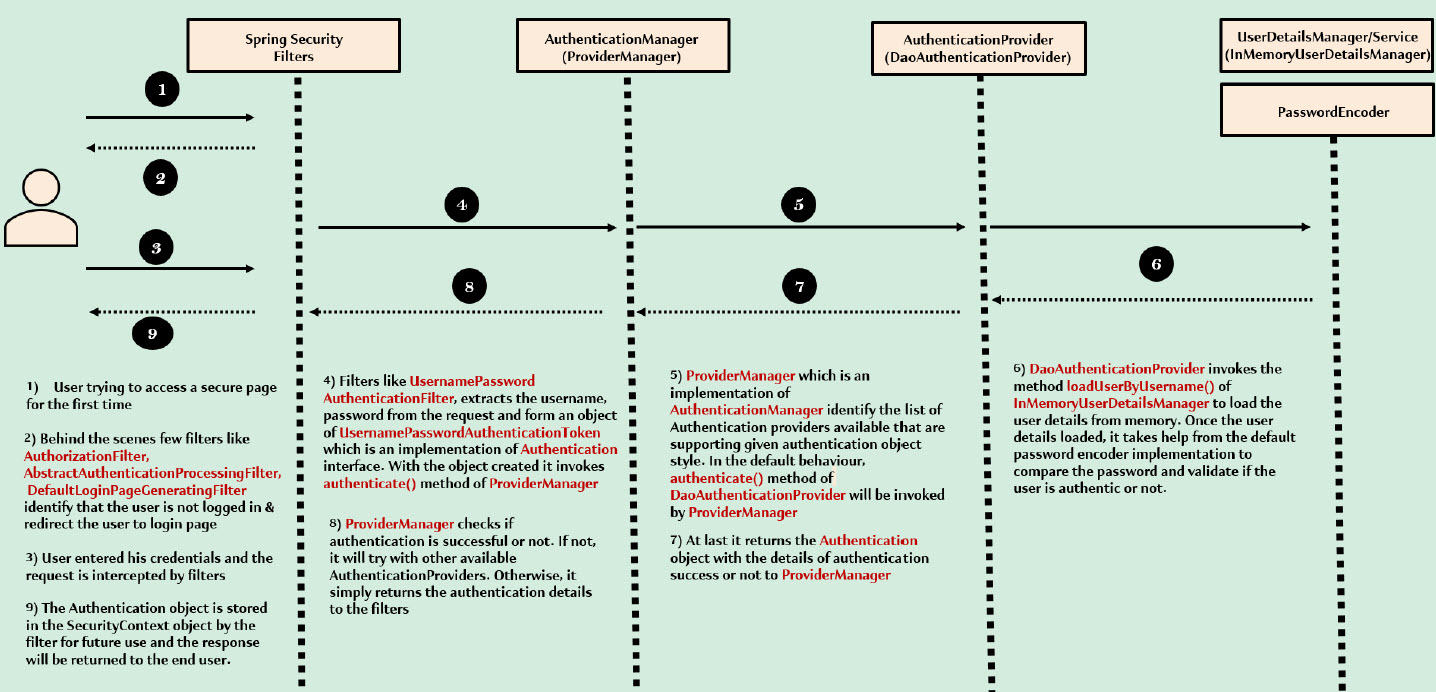 Spring Security
Filters
AuthenticationManager
(ProviderManager)
AuthenticationProvider
(DaoAuthenticationProvider)
UserDetailsManager/Service
(InMemoryUserDetailsManager)
PasswordEncoder
1
2
3
9
4
8
5
7
6
1) User trying to access a secure page
for the first time
2) Behind the scenes few filters like
AuthorizationFilter,
AbstractAuthenticationProcessingFilter,
DefaultLoginPageGeneratingFilter
identify that the user is not logged in &
redirect the user to login page
3) User entered his credentials and the
request is intercepted by filters
9) The Authentication object is stored
in the SecurityContext object by the
filter for future use and the response
will be returned to the end user.
4) Filters like UsernamePassword
AuthenticationFilter, extracts the username,
password from the request and form an object
of UsernamePasswordAuthenticationToken
which is an implementation of Authentication
interface. With the object created it invokes
authenticate() method of ProviderManager
8) ProviderManager checks if
authentication is successful or not. If not,
it will try with other available
AuthenticationProviders. Otherwise, it
simply returns the authentication details
to the filters
5) ProviderManager which is an
implementation of
AuthenticationManager identify the list of
Authentication providers available that are
supporting given authentication object
style. In the default behaviour,
authenticate() method of
DaoAuthenticationProvider will be invoked
by ProviderManager
7) At last it returns the Authentication
object with the details of authentication
success or not to ProviderManager
6) DaoAuthenticationProvider invokes the
method loadUserByUsername() of
InMemoryUserDetailsManager to load the
user details from memory. Once the user
details loaded, it takes help from the default
password encoder implementation to
compare the password and validate if the
user is authentic or not.